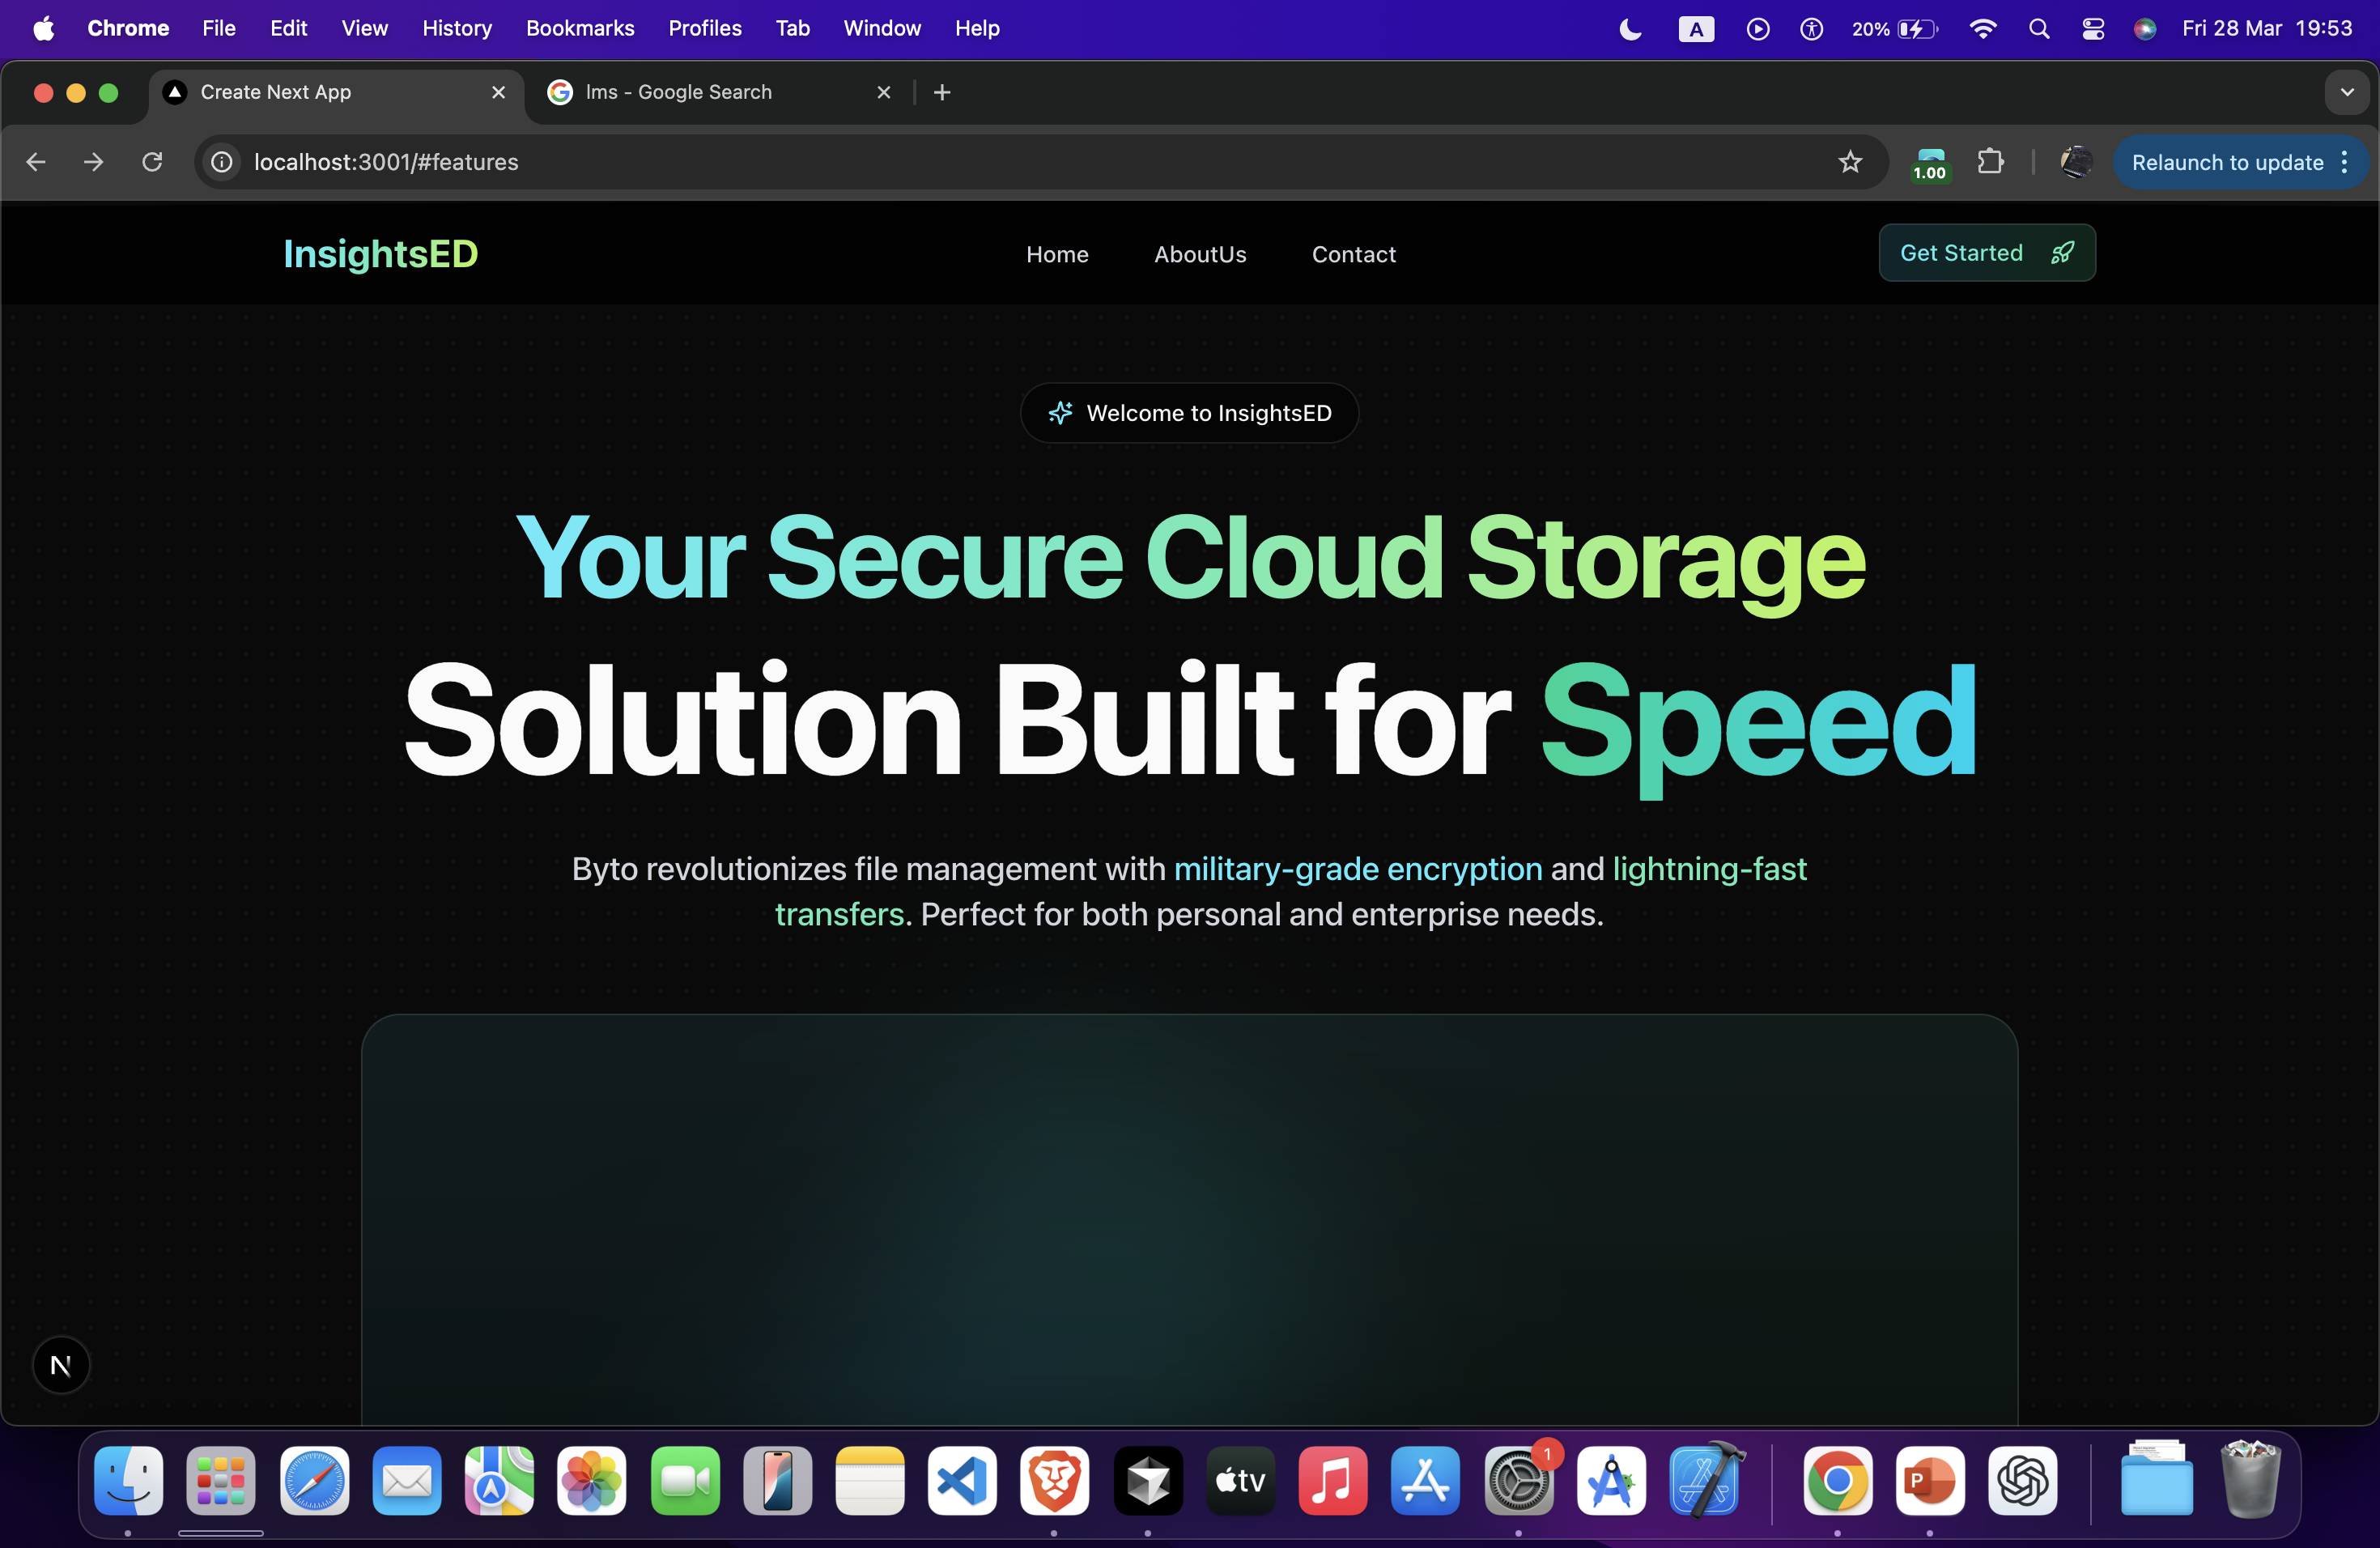 Chrome File Edit View History Bookmarks Profiles Tab Window Help A 20% Fri 28 Mar 19:53
Create Next App lms - Google Search
localhost:3001/#features 1.00 Relaunch to update
InsightsED Home AboutUs Contact Get Started
Welcome to InsightsED
Your Secure Cloud Storage
Solution Built for Speed
Byto revolutionizes file management with military-grade encryption and lightning-fast
transfers. Perfect for both personal and enterprise needs.
N
tv 1 P